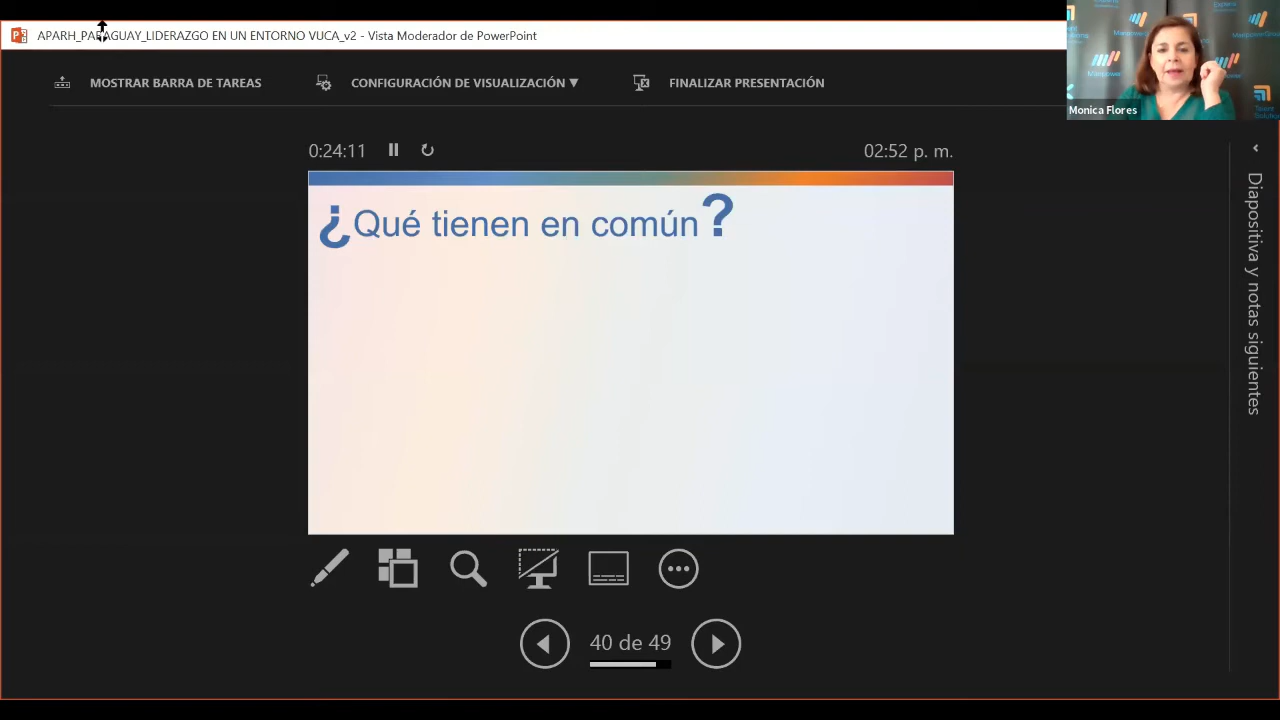 APARH_PARAGUAY_LIDERAZGO EN UN ENTORNO VUCA_v2 - Vista Moderador de PowerPoint
MOSTRAR BARRA DE TAREAS
CONFIGURACIÓN DE VISUALIZACIÓN ▼
FINALIZAR PRESENTACIÓN
Manpower
Monica Flores
0:24:11
02:52 p. m.
¿Qué tienen en común?
Diapositiva y notas siguientes
40 de 49